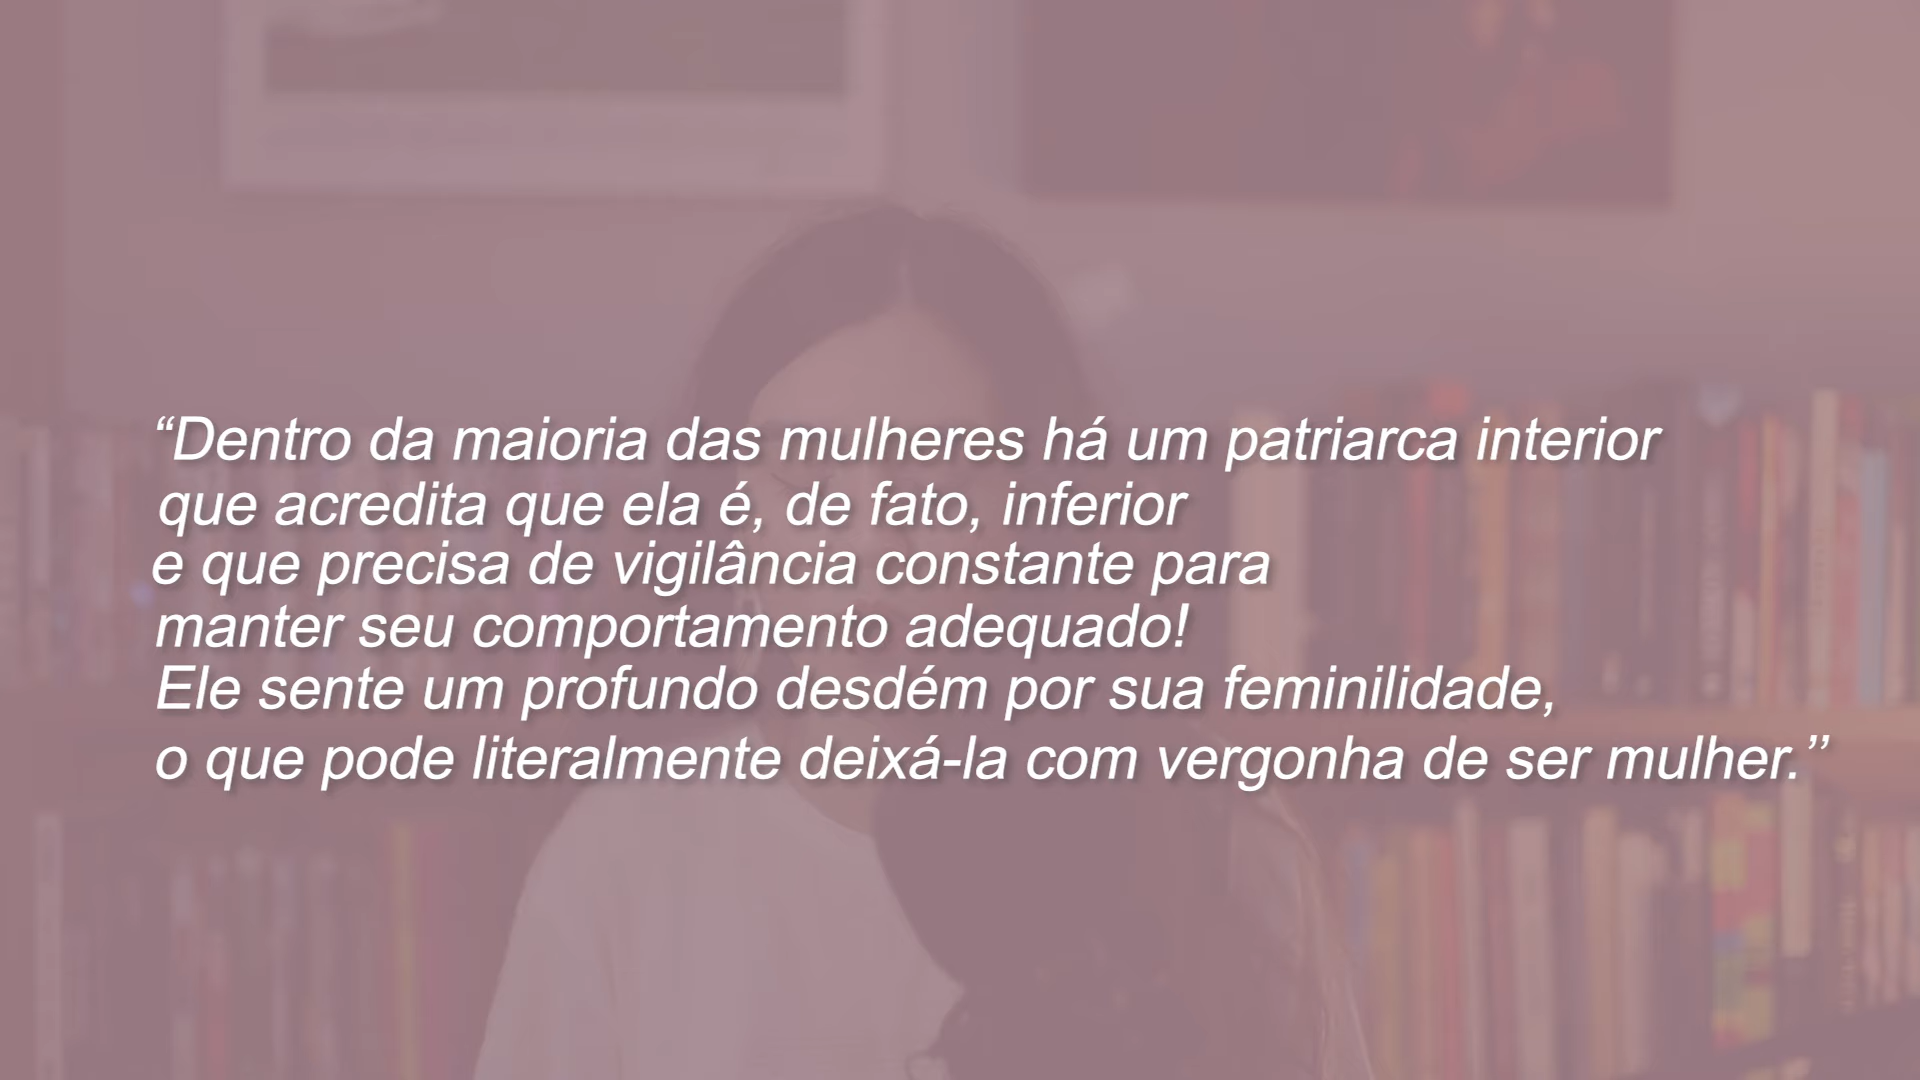 “Dentro da maioria das mulheres há um patriarca interior
que acredita que ela é, de fato, inferior
e que precisa de vigilância constante para
manter seu comportamento adequado!
Ele sente um profundo desdém por sua feminilidade,
o que pode literalmente deixá-la com vergonha de ser mulher.’’